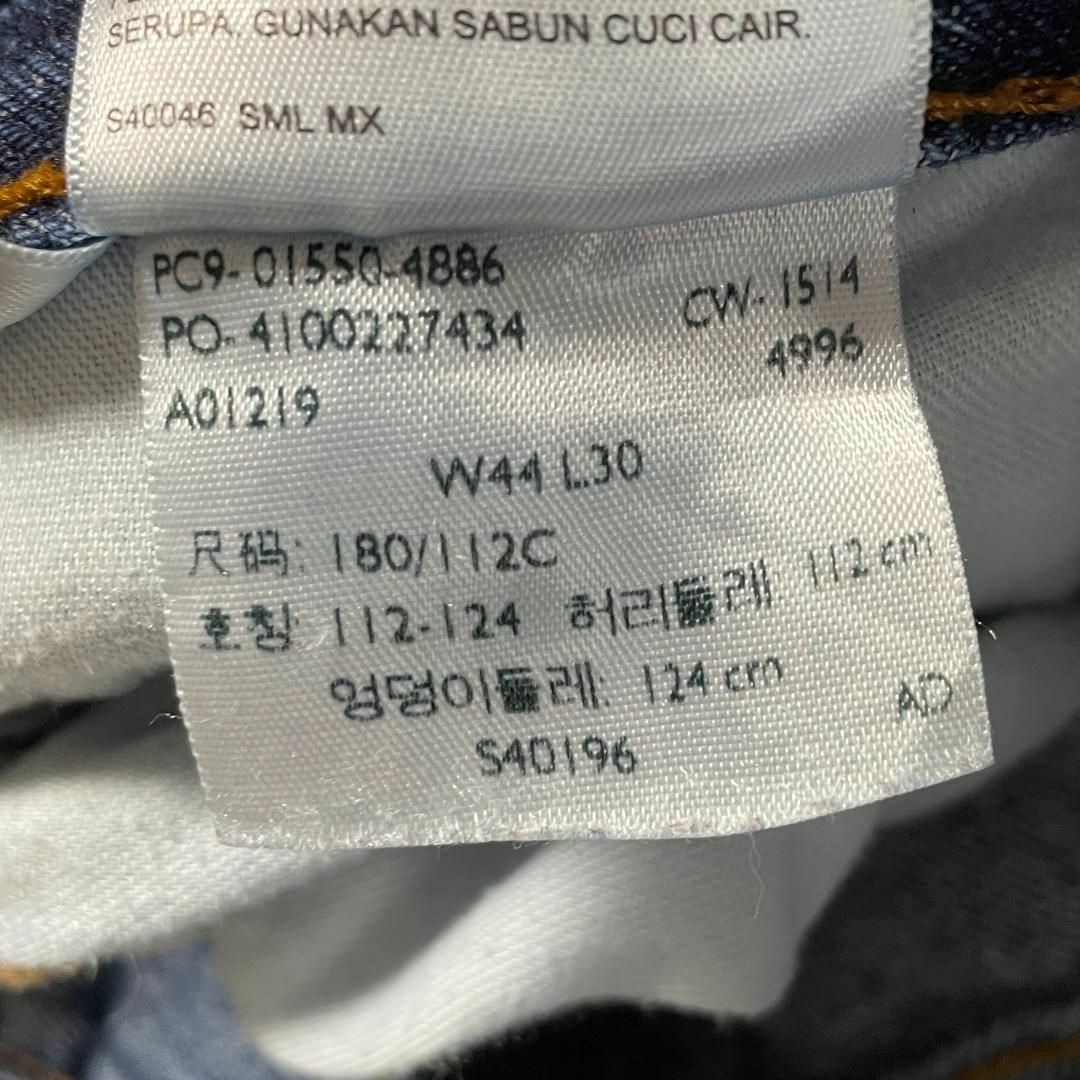 SERUPA, GUNAKAN SABUN CUCI CAIR.
S40046 SML MX
PC9-01550-4886
CW-1514
PO-4100227434
4996
A01219
W44 L30
尺码: 180/112C
호칭: 112-124 허리둘레 112 cm
엉덩이둘레: 124 cm
AD
S40196